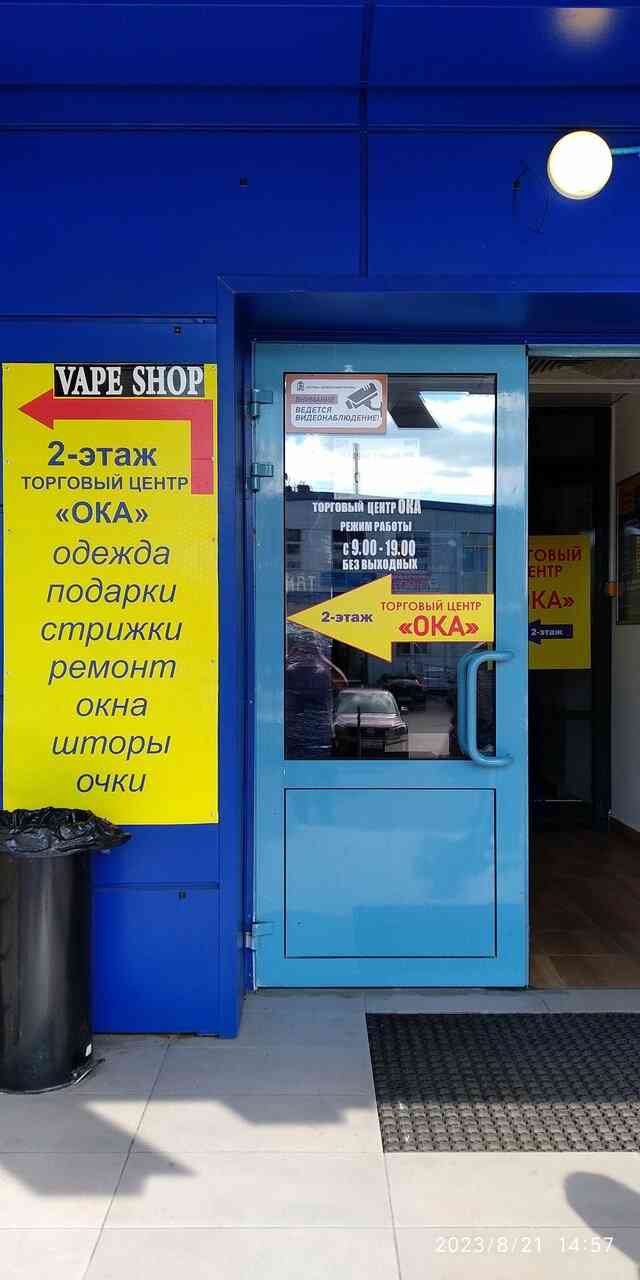 VAPE SHOP
2-этаж
ТОРГОВЫЙ ЦЕНТР
«ОКА»
одежда
подарки
стрижки
ремонт
окна
шторы
очки
ВНИМАНИЕ!
ВЕДЕТСЯ
ВИДЕОНАБЛЮДЕНИЕ!
ТОРГОВЫЙ ЦЕНТР ОКА
РЕЖИМ РАБОТЫ
с 9.00 - 19.00
БЕЗ ВЫХОДНЫХ
2-этаж
ТОРГОВЫЙ ЦЕНТР
«ОКА»
ГОВЫЙ
ЕНТР
КА»
2-этаж
2023/8/21 14:57